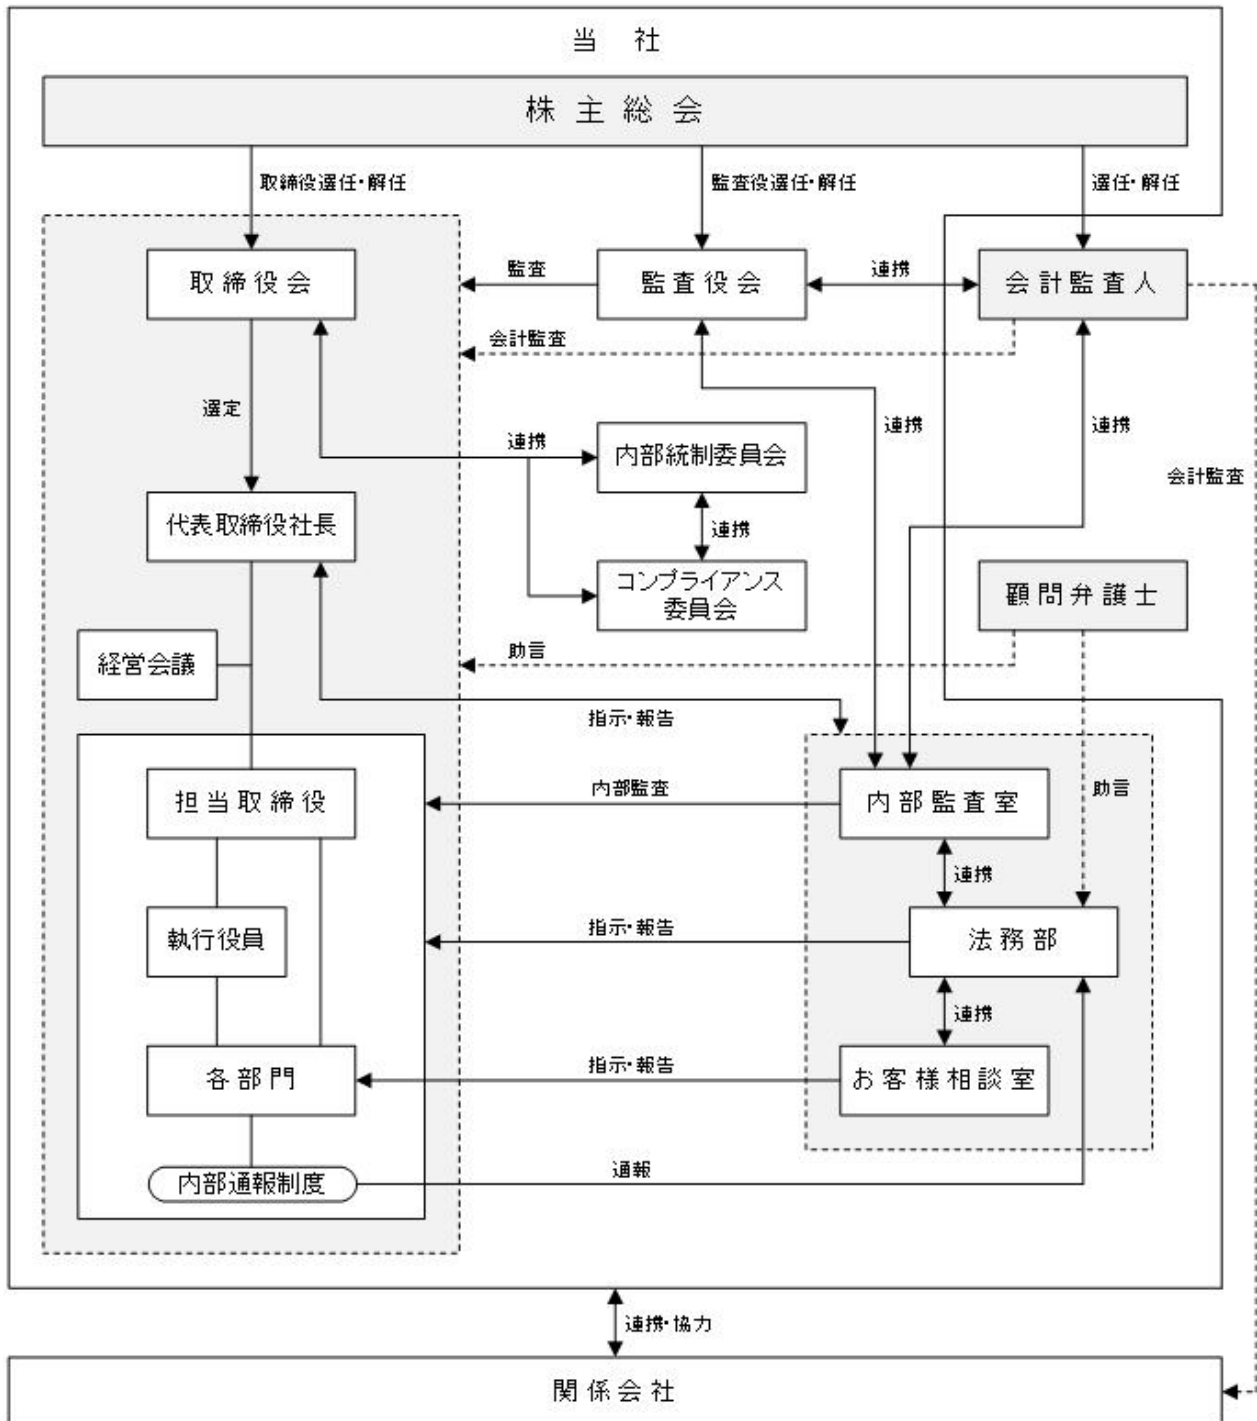 当社
株主総会
取締役選任・解任
監査役選任・解任
選任・解任
取締役会
監査
監査役会
連携
会計監査人
会計監査
選定
連携
内部統制委員会
連携
連携
会計監査
代表取締役社長
連携
コンプライアンス
委員会
顧問弁護士
経営会議
助言
指示・報告
担当取締役
内部監査
内部監査室
助言
連携
執行役員
指示・報告
法務部
連携
各部門
指示・報告
お客様相談室
内部通報制度
通報
連携・協力
関係会社